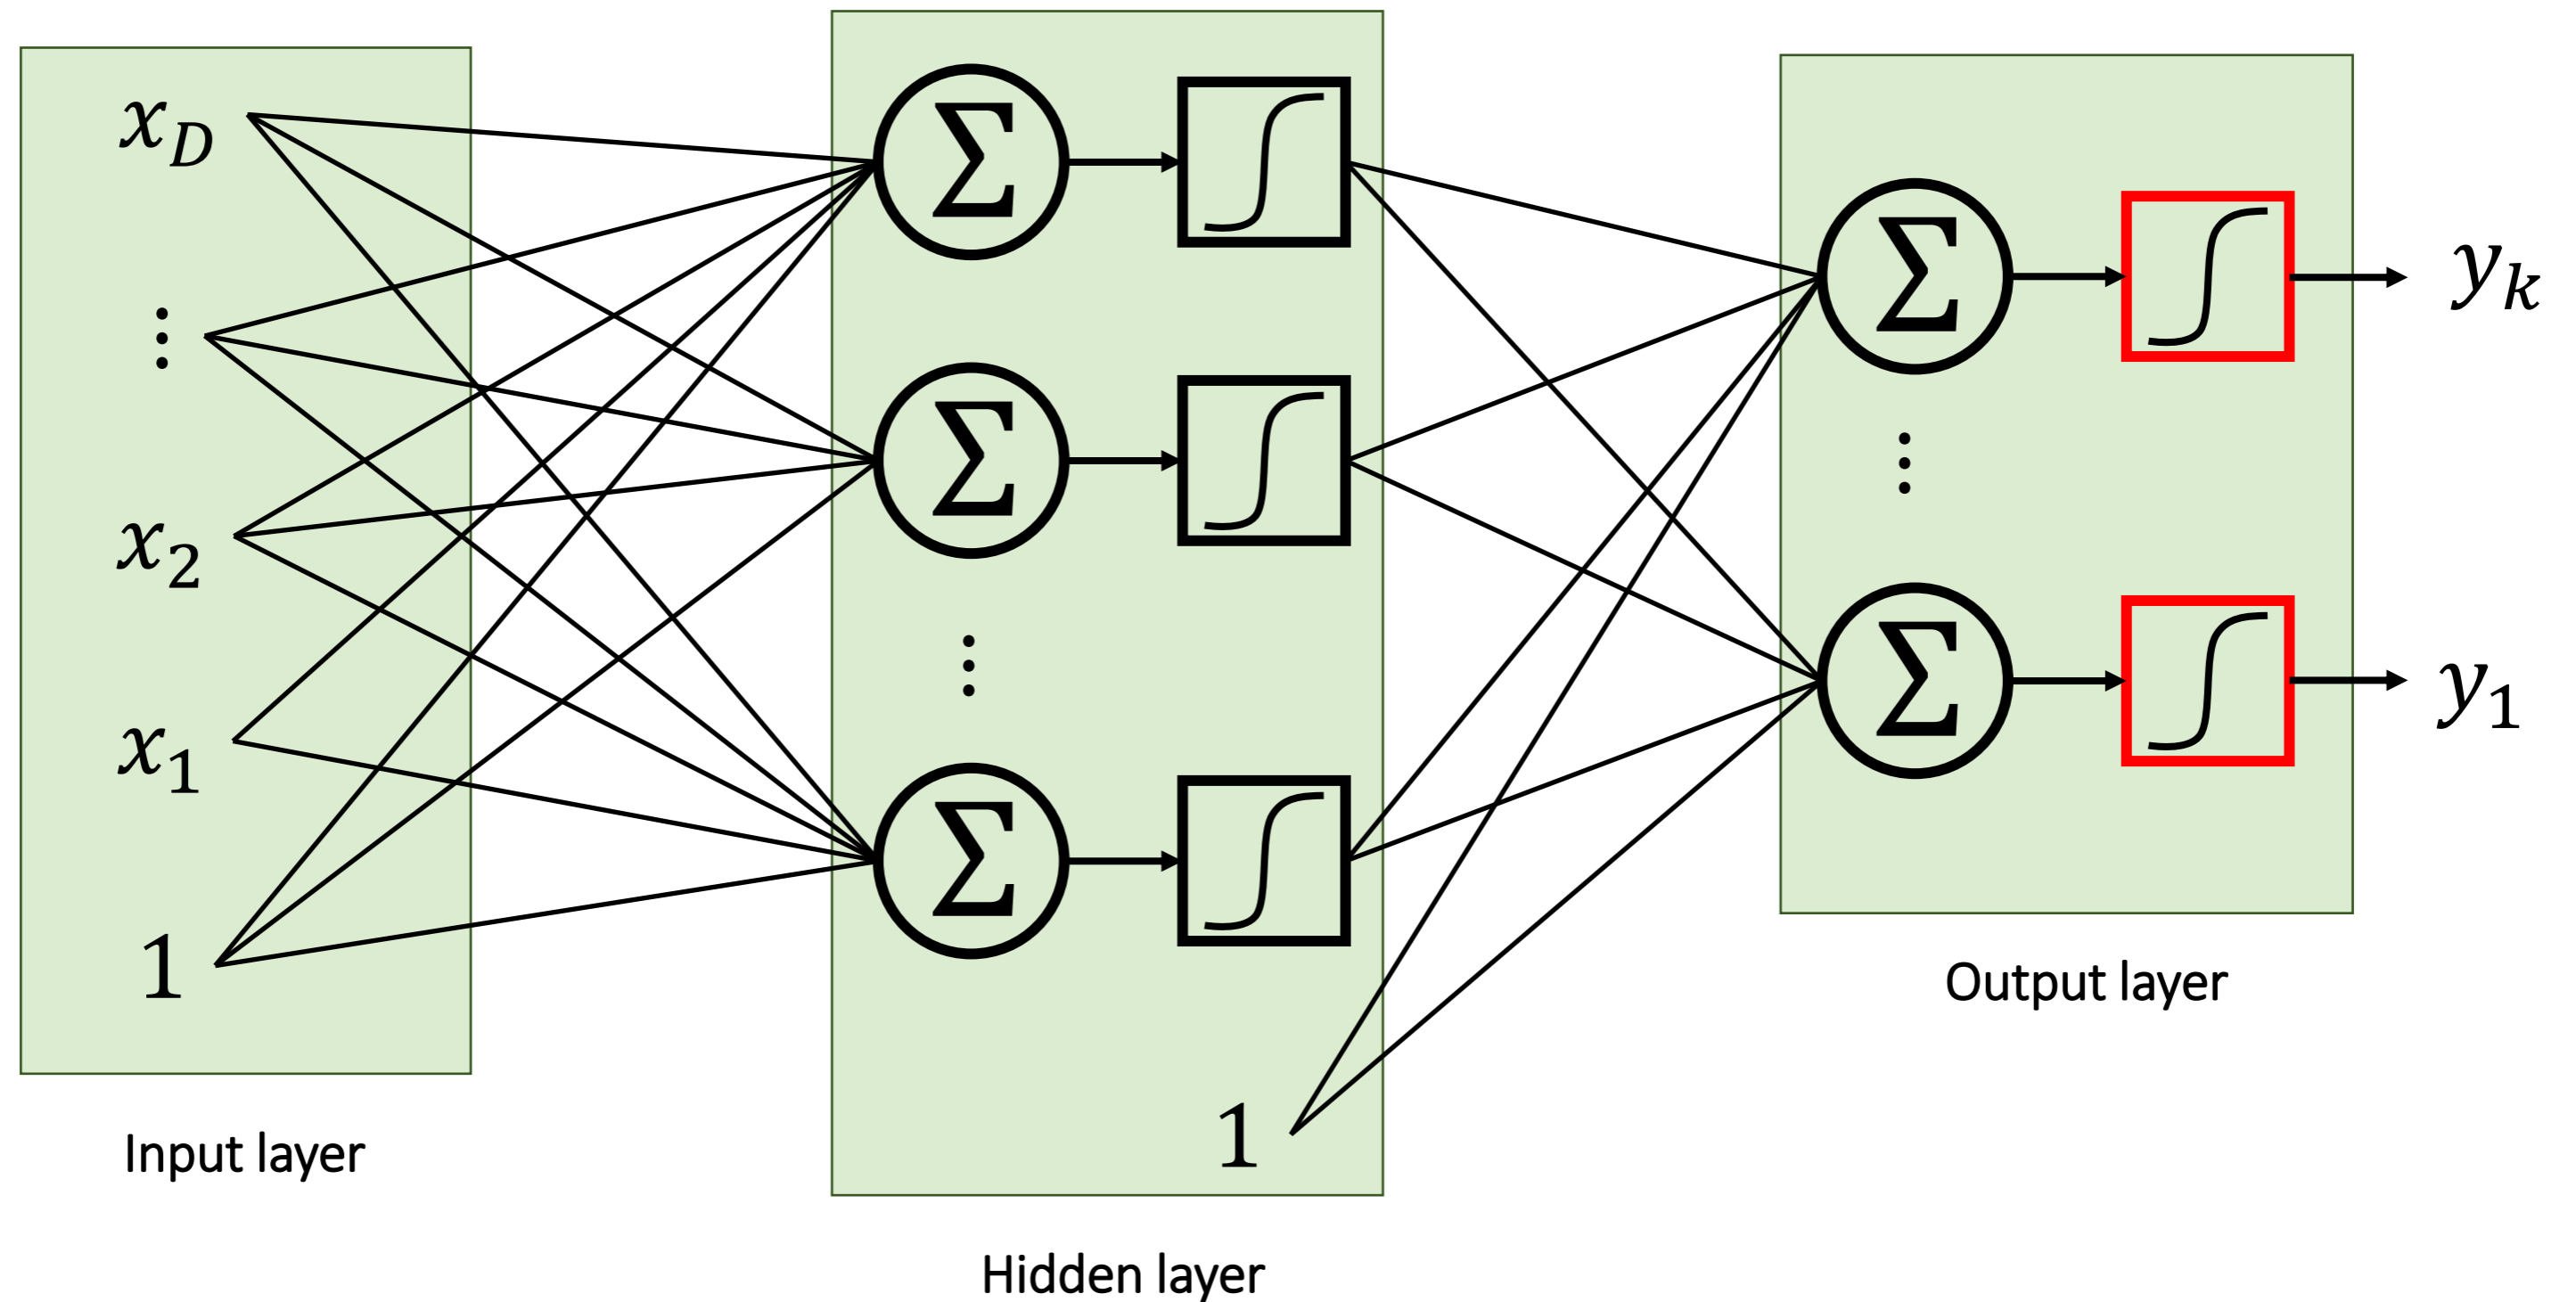 x_D
⋮
x_2
x_1
1
Input layer
Σ
Σ
⋮
Σ
1
Hidden layer
Σ
⋮
Σ
Output layer
y_k
y_1